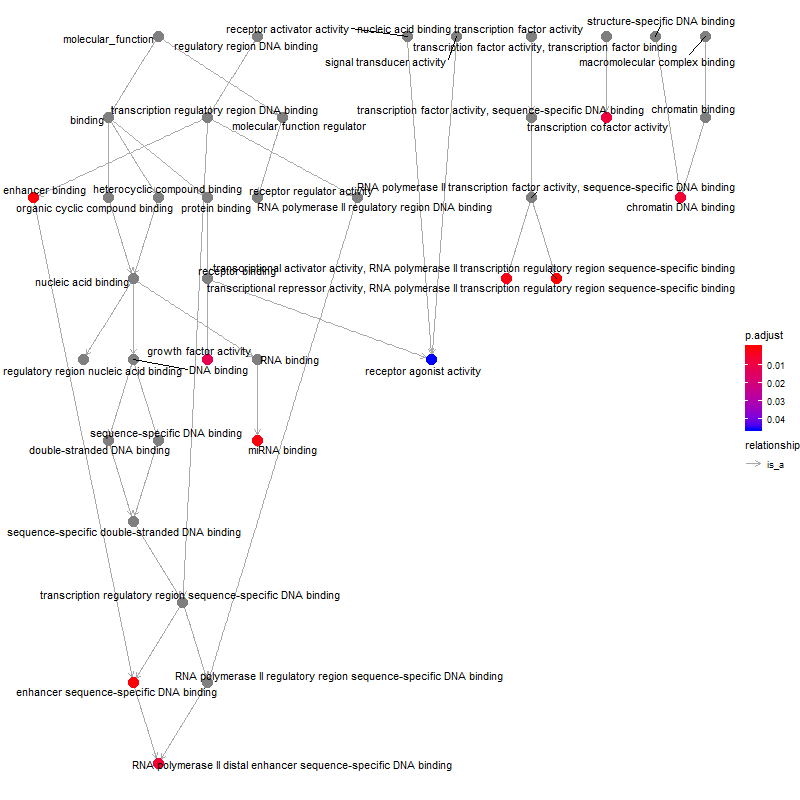 structure-specific DNA binding
receptor activator activity
nucleic acid binding transcription factor activity
molecular_function
regulatory region DNA binding
transcription factor activity, transcription factor binding
signal transducer activity
macromolecular complex binding
transcription regulatory region DNA binding
transcription factor activity, sequence-specific DNA binding
chromatin binding
binding
molecular function regulator
transcription cofactor activity
enhancer binding
heterocyclic compound binding
receptor regulator activity
RNA polymerase II transcription factor activity, sequence-specific DNA binding
organic cyclic compound binding
protein binding
RNA polymerase II regulatory region DNA binding
chromatin DNA binding
receptor binding
transcriptional activator activity, RNA polymerase II transcription regulatory region sequence-specific binding
nucleic acid binding
transcriptional repressor activity, RNA polymerase II transcription regulatory region sequence-specific binding
growth factor activity
RNA binding
regulatory region nucleic acid binding
DNA binding
receptor agonist activity
sequence-specific DNA binding
double-stranded DNA binding
miRNA binding
sequence-specific double-stranded DNA binding
transcription regulatory region sequence-specific DNA binding
RNA polymerase II regulatory region sequence-specific DNA binding
enhancer sequence-specific DNA binding
RNA polymerase II distal enhancer sequence-specific DNA binding
p.adjust
0.01
0.02
0.03
0.04
relationship
is_a